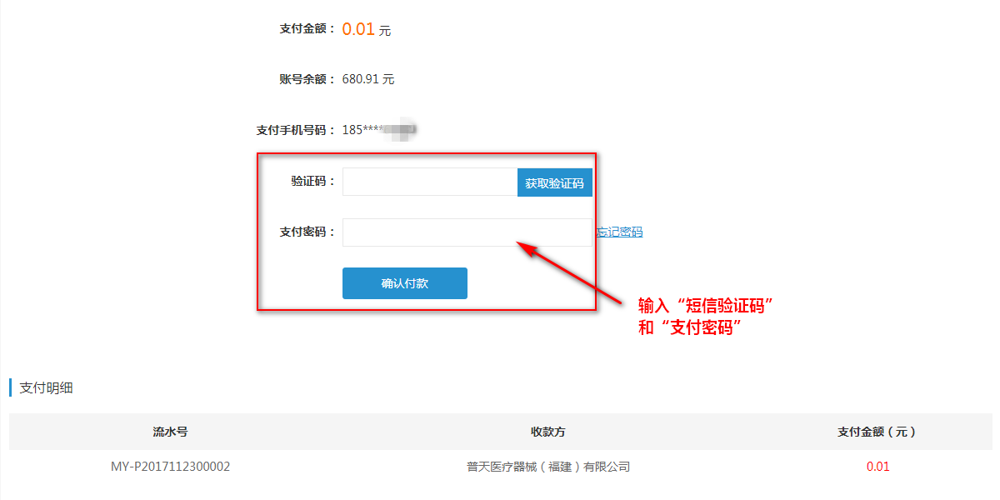 支付金额： 0.01 元
账号余额： 680.91 元
支付手机号码： 185****
验证码： 获取验证码
支付密码： 忘记密码
确认付款
输入“短信验证码”
和“支付密码”
支付明细
流水号 收款方 支付金额（元）
MY-P2017112300002 普天医疗器械（福建）有限公司 0.01